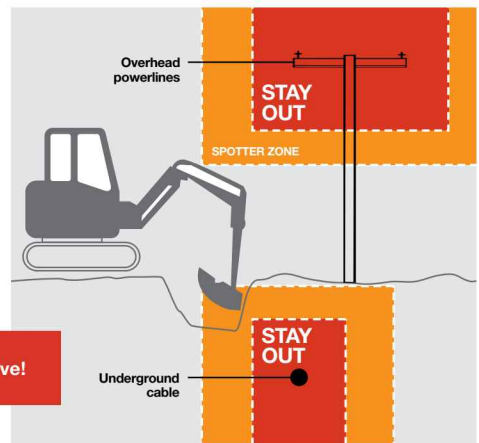 Overhead
powerlines
STAY
OUT
SPOTTER ZONE
STAY
OUT
ve!
Underground
cable